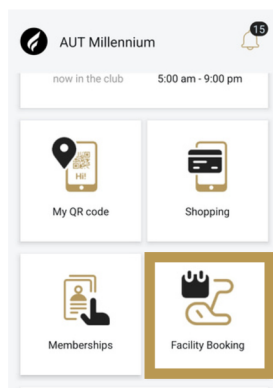 AUT Millennium
15
now in the club 5:00 am - 9:00 pm
Hi!
My QR code Shopping
Memberships Facility Booking